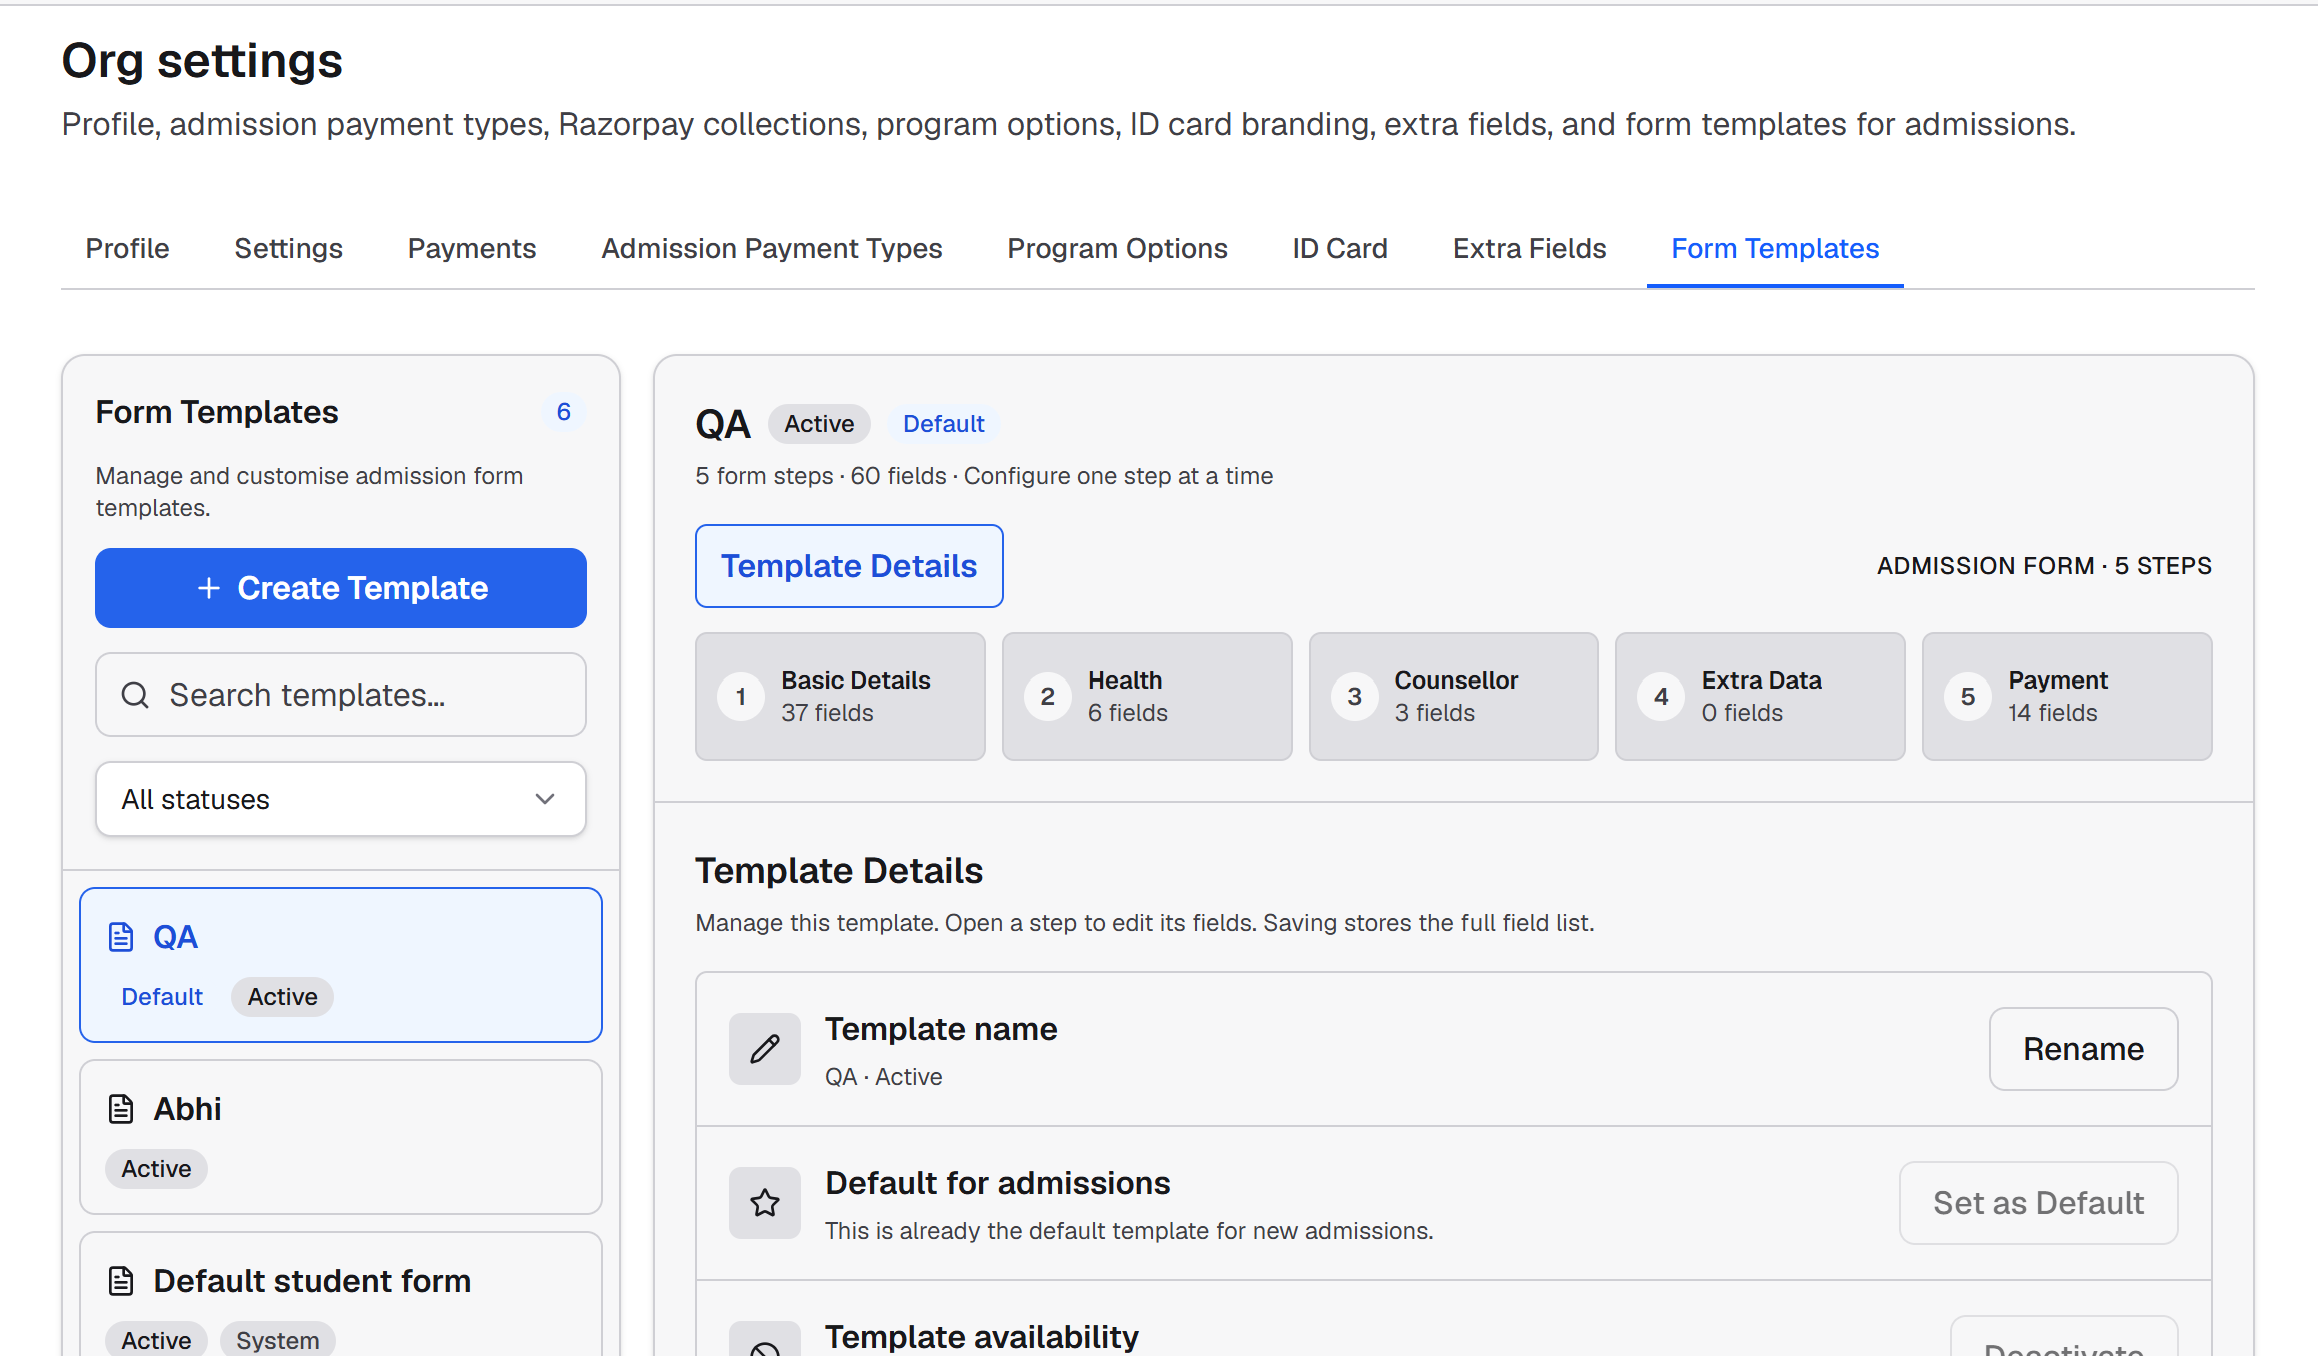 Org settings
Profile, admission payment types, Razorpay collections, program options, ID card branding, extra fields, and form templates for admissions.
Profile Settings Payments Admission Payment Types Program Options ID Card Extra Fields Form Templates
Form Templates 6
Manage and customise admission form
templates.
+ Create Template
Search templates...
All statuses
QA
Default Active
Abhi
Active
Default student form
Active System
QA Active Default
5 form steps · 60 fields · Configure one step at a time
Template Details
ADMISSION FORM · 5 STEPS
1 Basic Details
37 fields
2 Health
6 fields
3 Counsellor
3 fields
4 Extra Data
0 fields
5 Payment
14 fields
Template Details
Manage this template. Open a step to edit its fields. Saving stores the full field list.
Template name
QA · Active
Rename
Default for admissions
This is already the default template for new admissions.
Set as Default
Template availability
Deactivate